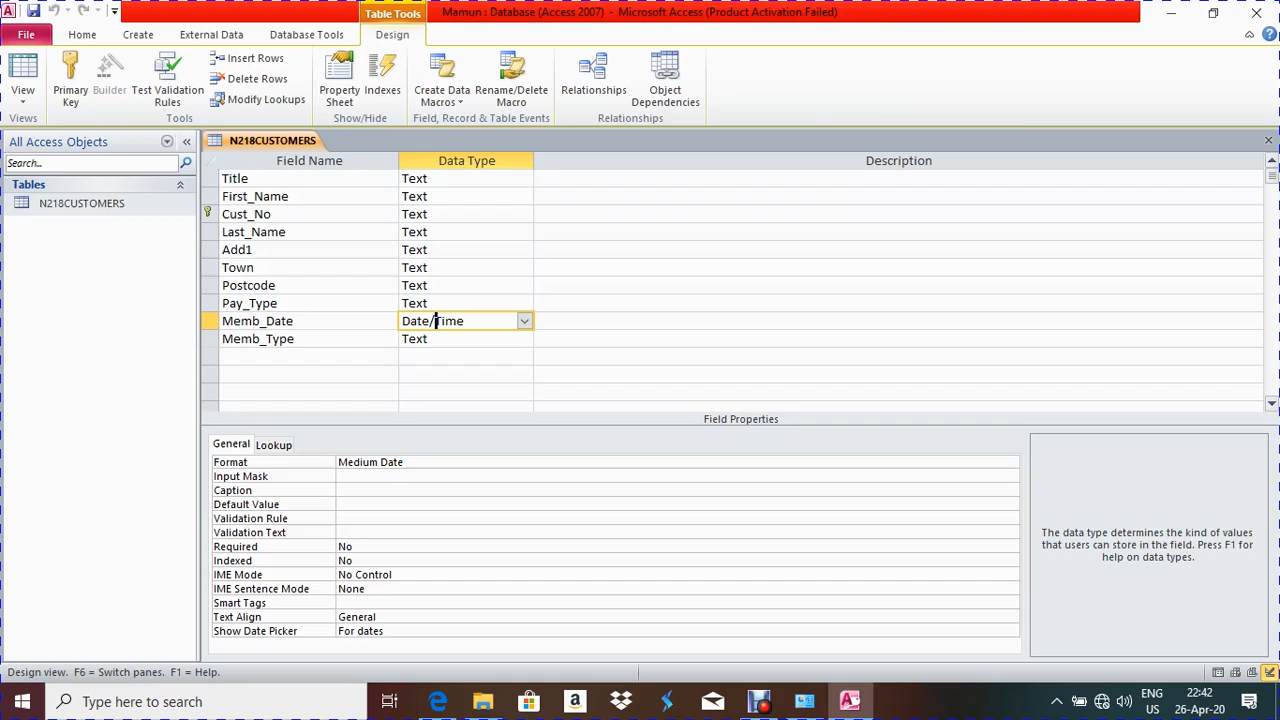 Table Tools
Mamun : Database (Access 2007) - Microsoft Access (Product Activation Failed)
File Home Create External Data Database Tools Design
View
Primary Key
Builder
Test Validation Rules
Insert Rows
Delete Rows
Modify Lookups
Property Sheet
Indexes
Create Data Macros
Rename/Delete Macro
Relationships
Object Dependencies
Views Tools Show/Hide Field, Record & Table Events Relationships
All Access Objects «
Search...
Tables
N218CUSTOMERS
N218CUSTOMERS
Field Name Data Type Description
Title Text
First_Name Text
Cust_No Text
Last_Name Text
Add1 Text
Town Text
Postcode Text
Pay_Type Text
Memb_Date Date/Time
Memb_Type Text
Field Properties
General Lookup
Format Medium Date
Input Mask
Caption
Default Value
Validation Rule
Validation Text
Required No
Indexed No
IME Mode No Control
IME Sentence Mode None
Smart Tags
Text Align General
Show Date Picker For dates
The data type determines the kind of values
that users can store in the field. Press F1 for
help on data types.
Design view. F6 = Switch panes. F1 = Help.
Type here to search
ENG
US
22:42
26-Apr-20